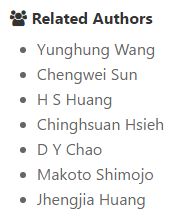 Related Authors
Yunghung Wang
Chengwei Sun
H S Huang
Chinghsuan Hsieh
D Y Chao
Makoto Shimojo
Jhengjia Huang